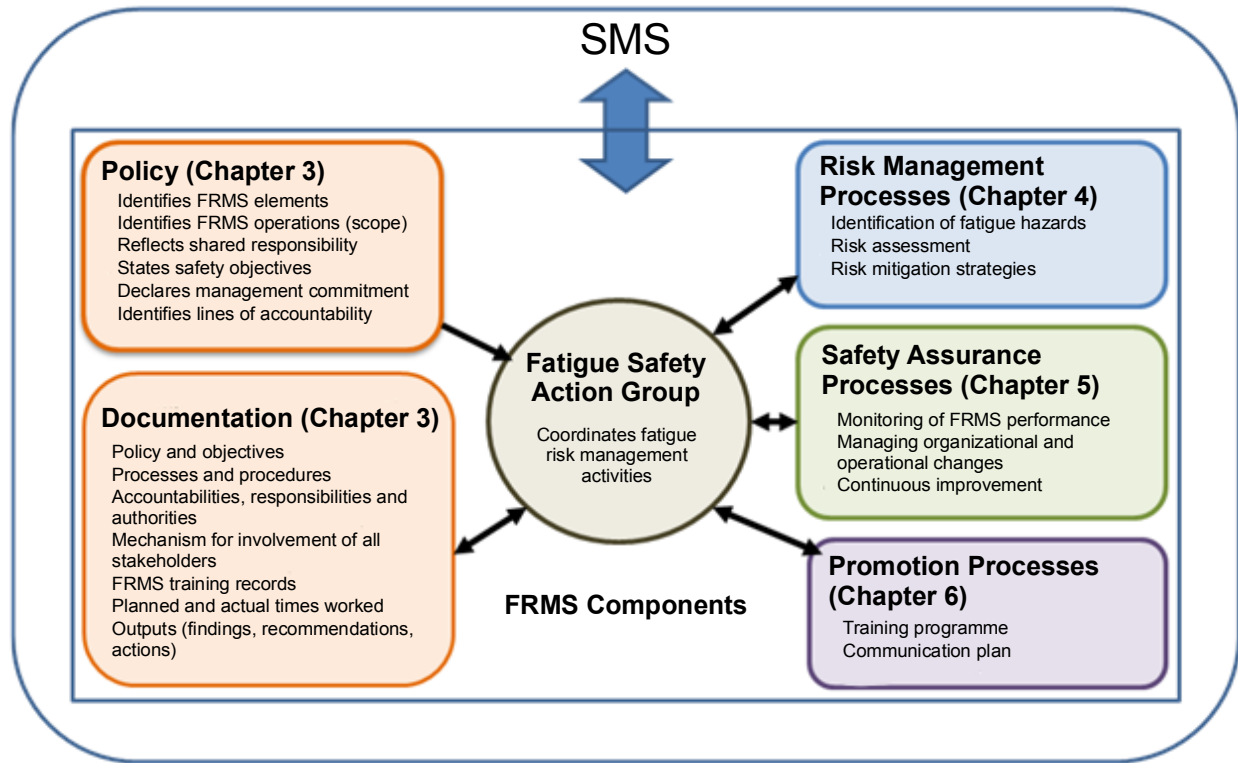 SMS
Policy (Chapter 3)
Identifies FRMS elements
Identifies FRMS operations (scope)
Reflects shared responsibility
States safety objectives
Declares management commitment
Identifies lines of accountability
Documentation (Chapter 3)
Policy and objectives
Processes and procedures
Accountabilities, responsibilities and
authorities
Mechanism for involvement of all
stakeholders
FRMS training records
Planned and actual times worked
Outputs (findings, recommendations,
actions)
Fatigue Safety
Action Group
Coordinates fatigue
risk management
activities
FRMS Components
Risk Management
Processes (Chapter 4)
Identification of fatigue hazards
Risk assessment
Risk mitigation strategies
Safety Assurance
Processes (Chapter 5)
Monitoring of FRMS performance
Managing organizational and
operational changes
Continuous improvement
Promotion Processes
(Chapter 6)
Training programme
Communication plan